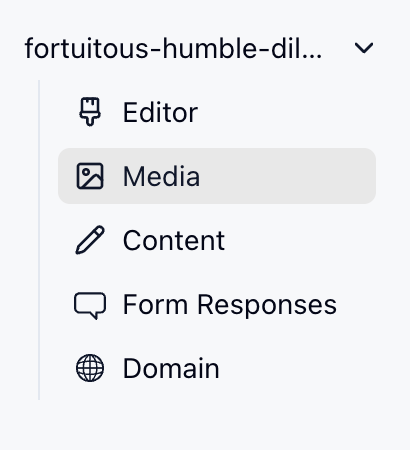 fortuitous-humble-dil...
Editor
Media
Content
Form Responses
Domain